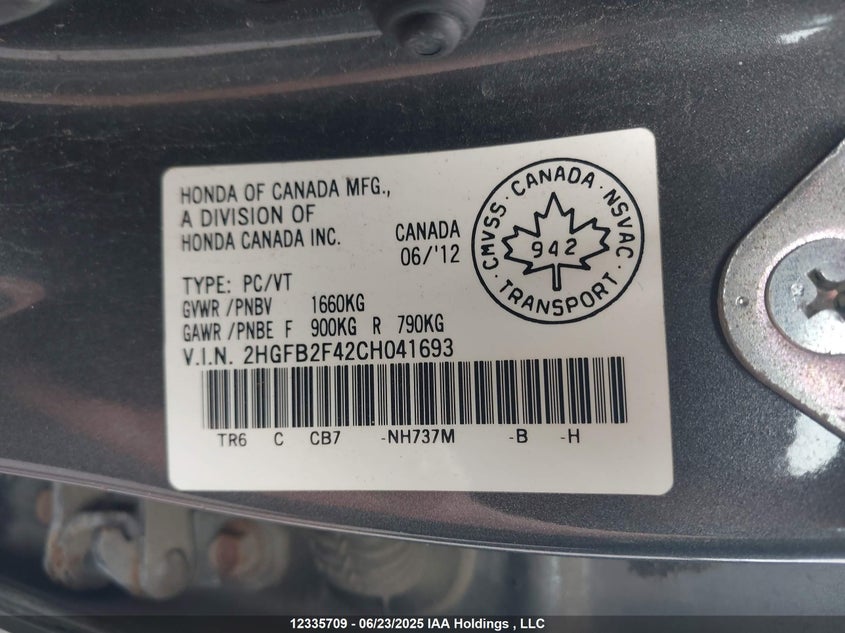 HONDA OF CANADA MFG.,
A DIVISION OF
HONDA CANADA INC.
CANADA
06/'12
CMVSS · CANADA · NSVAC · TRANSPORT ·
942
TYPE: PC/VT
GVWR /PNBV 1660KG
GAWR /PNBE F 900KG R 790KG
V.I.N. 2HGFB2F42CH041693
TR6 C CB7 -NH737M -B -H
12335709 - 06/23/2025 IAA Holdings , LLC